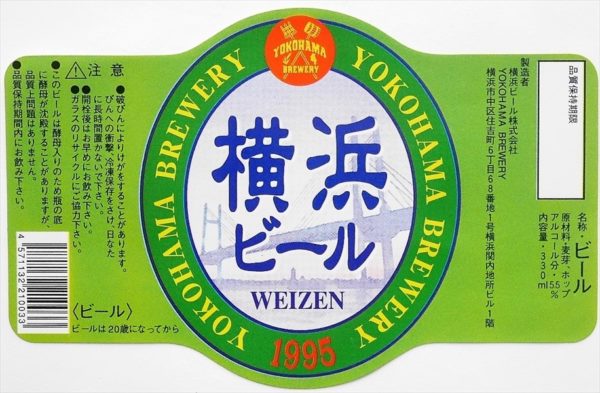 ⚠注意
●破びんによりけがをすることがあります。
びんへの衝撃、冷凍保存をさけ、日なた
に長時間置かないで下さい。
●開栓後はお早めにお飲み下さい。
●ガラスのリサイクルにご協力下さい。
●このビールは酵母入りのため瓶の底
に酵母が沈殿することがありますが、
品質上問題はありません。
●品質保持期間内にお飲み下さい。
4 571132 210033
〈ビール〉
ビールは20歳になってから
YOKOHAMA
BREWERY
YOKOHAMA BREWERY
YOKOHAMA BREWERY
横浜
ビール
WEIZEN
1995
品質保持期限
製造者
横浜ビール株式会社
YOKOHAMA BREWERY
横浜市中区住吉町6丁目68番地1号横浜関内地所ビル1階
名称・ビール
原材料・麦芽、ホップ
アルコール分・5.5%
内容量・330ml